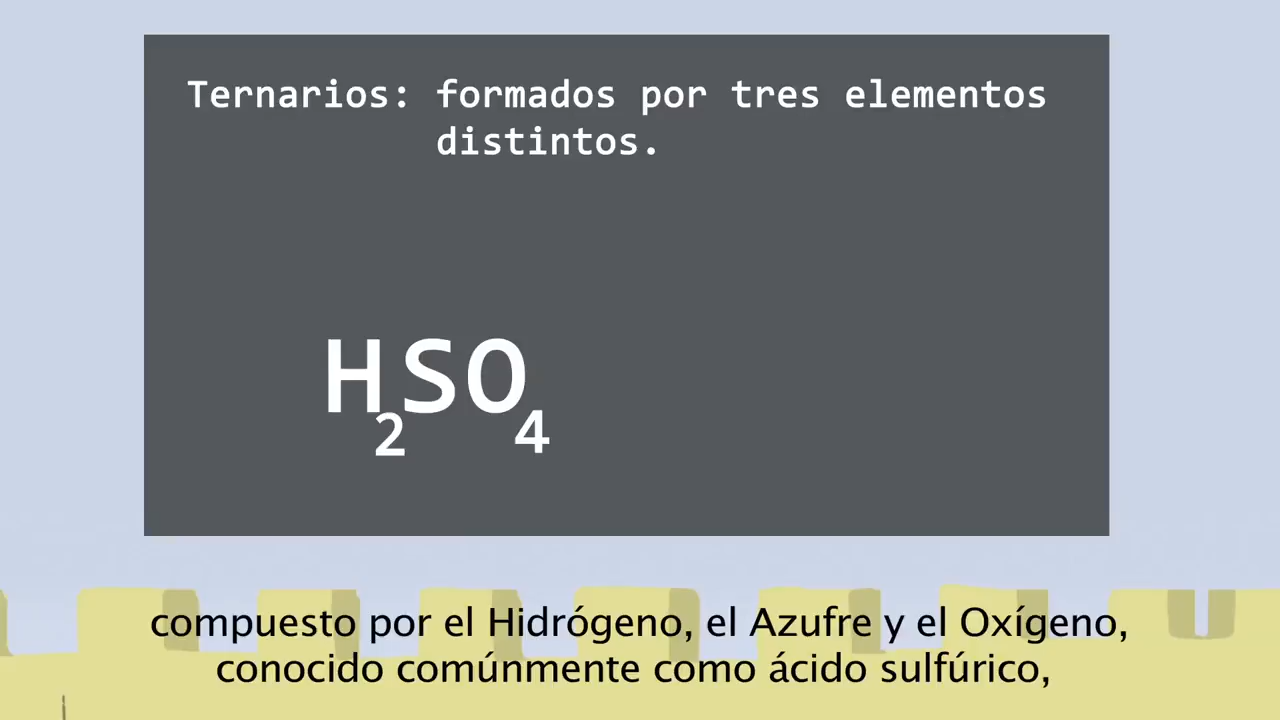 Ternarios: formados por tres elementos
distintos.
H₂SO₄
compuesto por el Hidrógeno, el Azufre y el Oxígeno,
conocido comúnmente como ácido sulfúrico,